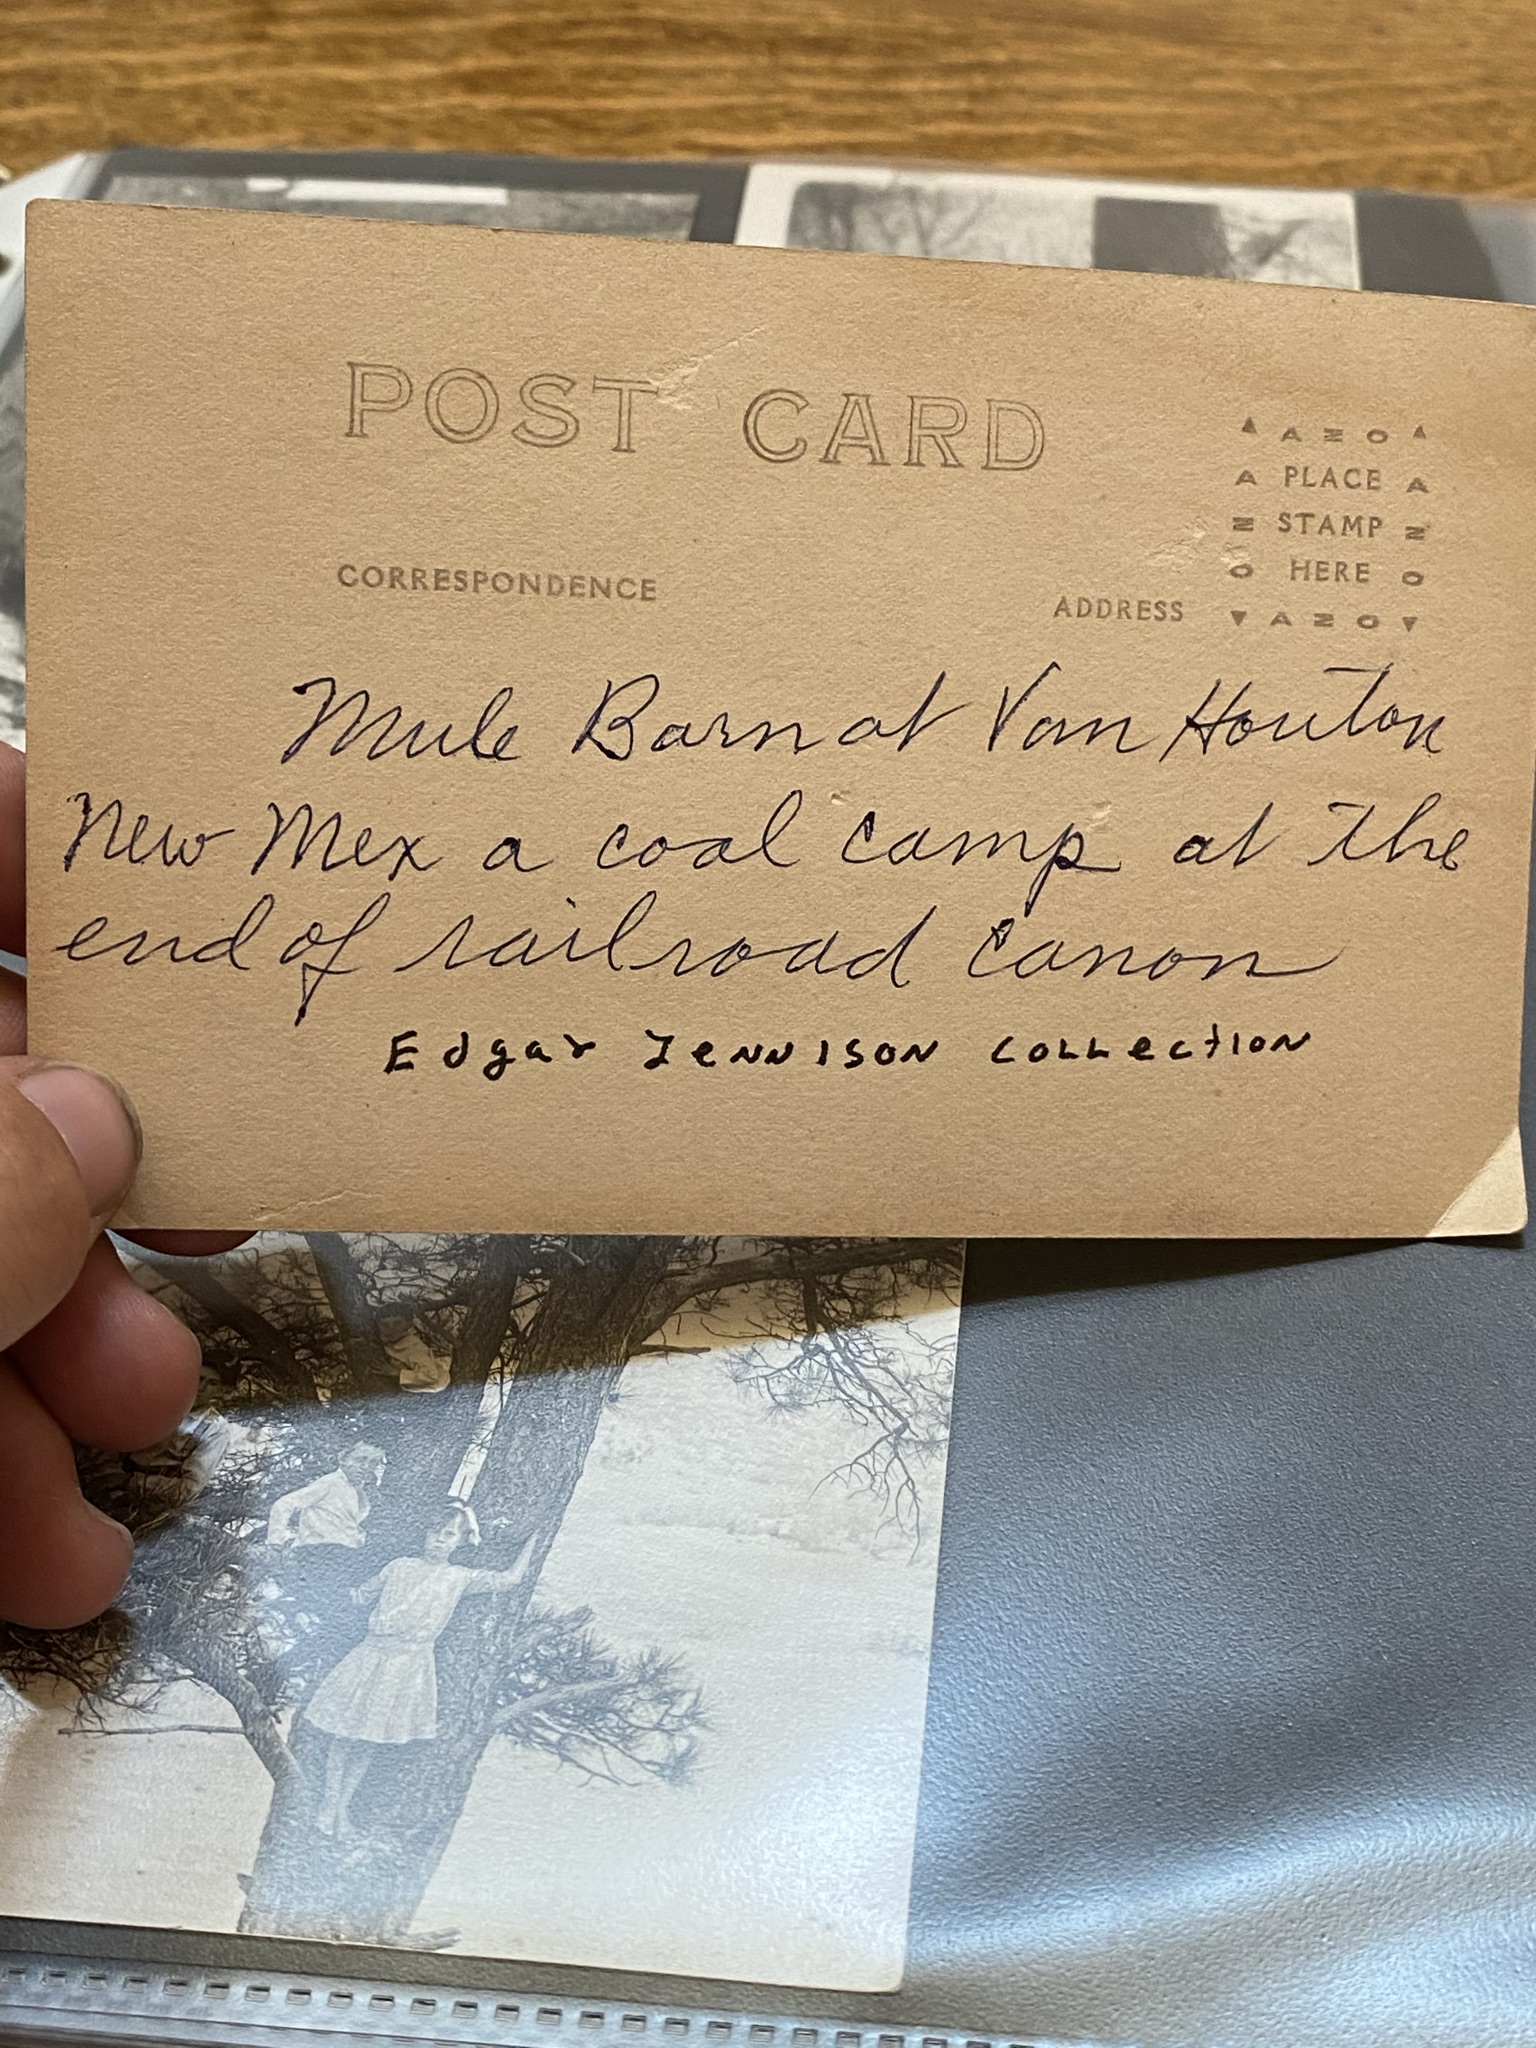 POST CARD
▲ AZO ▲
A PLACE A
Z STAMP Z
O HERE O
▼ AZO ▼
CORRESPONDENCE
ADDRESS
Mule Barn at Van Houton
New Mex a coal camp at the
end of railroad canon
Edgar Jennison collection